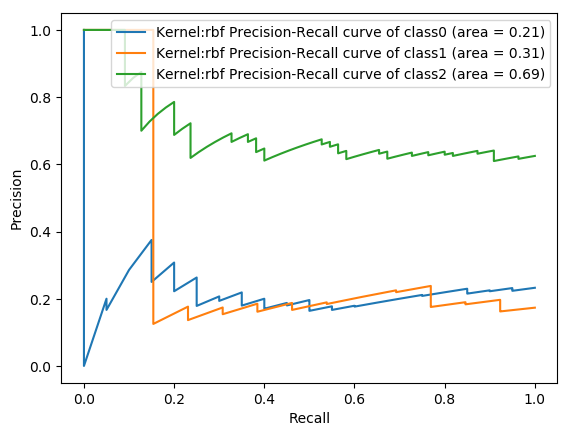 Kernel:rbf Precision-Recall curve of class0 (area = 0.21)
Kernel:rbf Precision-Recall curve of class1 (area = 0.31)
Kernel:rbf Precision-Recall curve of class2 (area = 0.69)
1.0
0.8
0.6
0.4
0.2
0.0
Precision
0.0 0.2 0.4 0.6 0.8 1.0
Recall